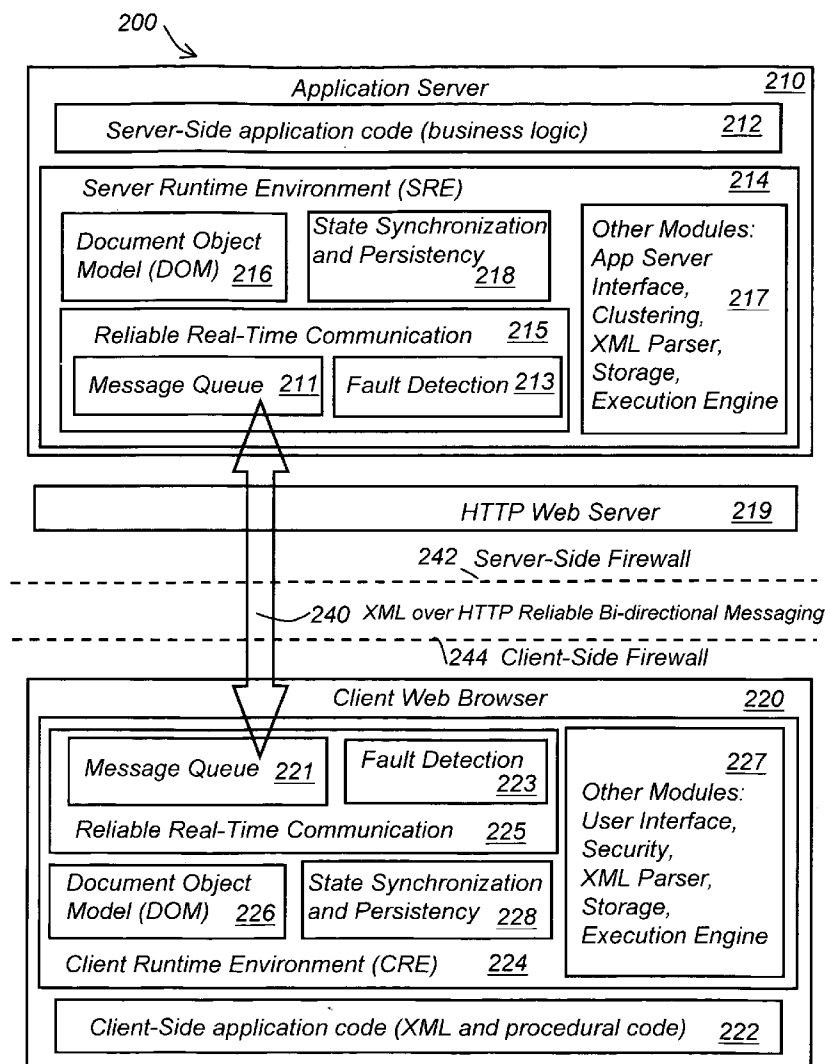 200
Application Server 210
Server-Side application code (business logic) 212
Server Runtime Environment (SRE) 214
Document Object
Model (DOM) 216
State Synchronization
and Persistency 218
Other Modules:
App Server
Interface, 217
Clustering,
XML Parser,
Storage,
Execution Engine
Reliable Real-Time Communication 215
Message Queue 211
Fault Detection 213
HTTP Web Server 219
242 Server-Side Firewall
240 XML over HTTP Reliable Bi-directional Messaging
244 Client-Side Firewall
Client Web Browser 220
Message Queue 221
Fault Detection
223
Reliable Real-Time Communication 225
227
Other Modules:
User Interface,
Security,
XML Parser,
Storage,
Execution Engine
Document Object
Model (DOM) 226
State Synchronization
and Persistency 228
Client Runtime Environment (CRE) 224
Client-Side application code (XML and procedural code) 222